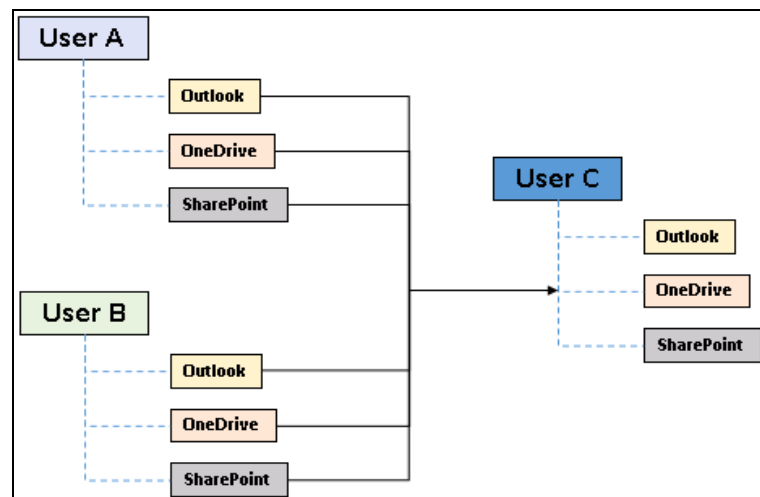 User A
Outlook
OneDrive
SharePoint
User B
Outlook
OneDrive
SharePoint
User C
Outlook
OneDrive
SharePoint